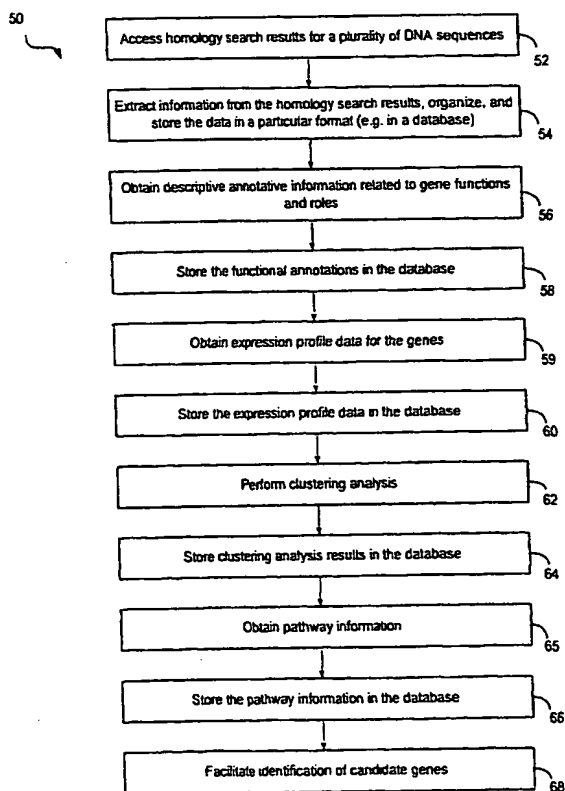 50
Access homology search results for a plurality of DNA sequences
52
Extract information from the homology search results, organize, and
store the data in a particular format (e.g. in a database)
54
Obtain descriptive annotative information related to gene functions
and roles
56
Store the functional annotations in the database
58
Obtain expression profile data for the genes
59
Store the expression profile data in the database
60
Perform clustering analysis
62
Store clustering analysis results in the database
64
Obtain pathway information
65
Store the pathway information in the database
66
Facilitate identification of candidate genes
68